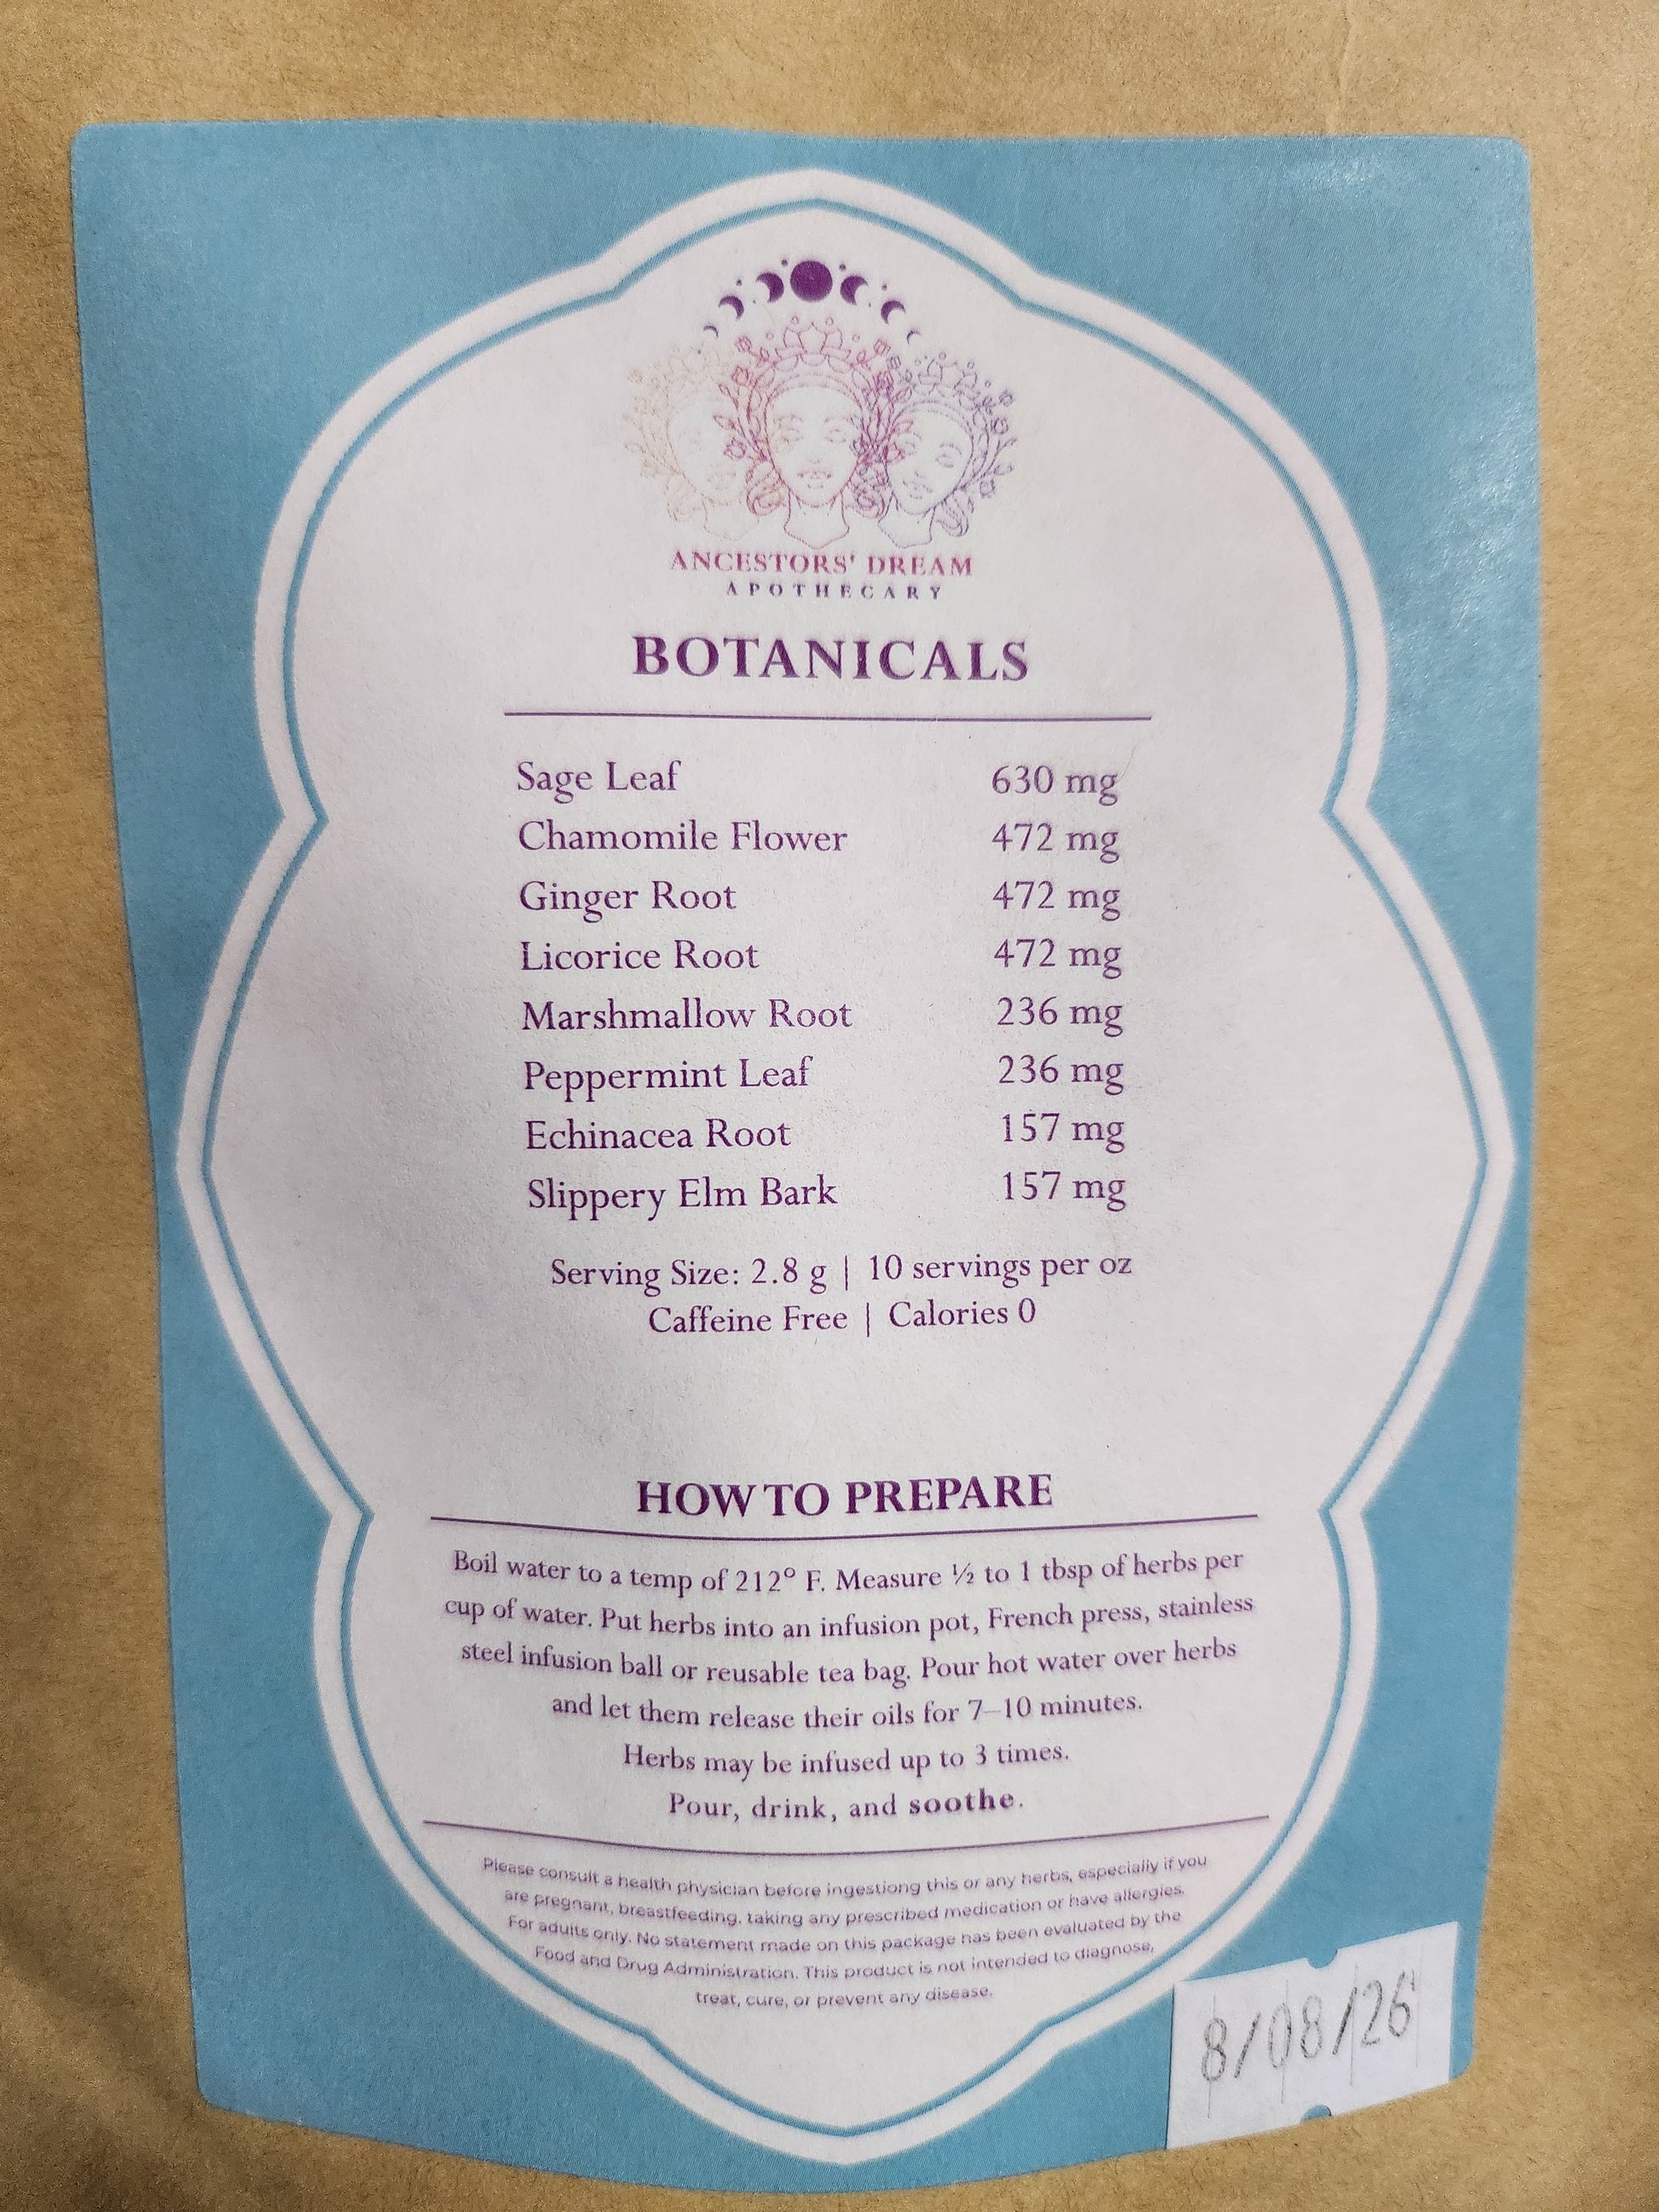 ANCESTORS' DREAM
APOTHECARY
BOTANICALS
Sage Leaf 630 mg
Chamomile Flower 472 mg
Ginger Root 472 mg
Licorice Root 472 mg
Marshmallow Root 236 mg
Peppermint Leaf 236 mg
Echinacea Root 157 mg
Slippery Elm Bark 157 mg
Serving Size: 2.8 g | 10 servings per oz
Caffeine Free | Calories 0
HOW TO PREPARE
Boil water to a temp of 212° F. Measure ½ to 1 tbsp of herbs per
cup of water. Put herbs into an infusion pot, French press, stainless
steel infusion ball or reusable tea bag. Pour hot water over herbs
and let them release their oils for 7–10 minutes.
Herbs may be infused up to 3 times.
Pour, drink, and soothe.
Please consult a health physician before ingestiong this or any herbs, especially if you
are pregnant, breastfeeding, taking any prescribed medication or have allergies.
For adults only. No statement made on this package has been evaluated by the
Food and Drug Administration. This product is not intended to diagnose,
treat, cure, or prevent any disease.
8/08/26